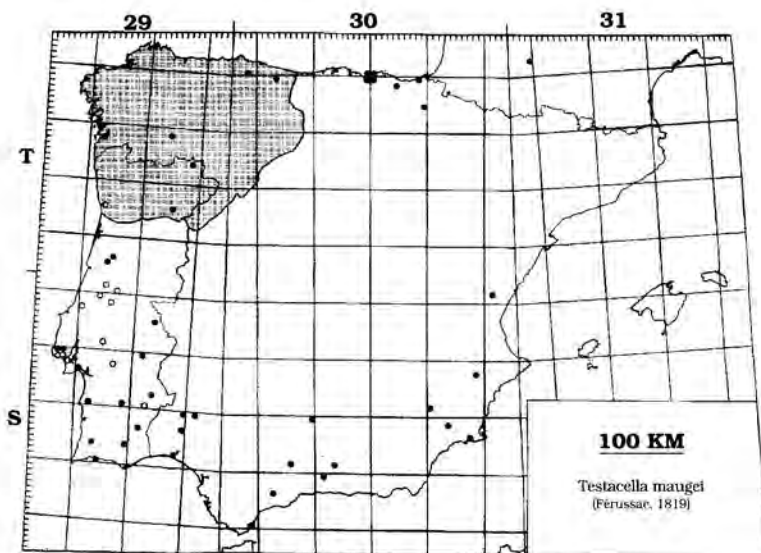 29 30 31
T
S
100 KM
Testacella maugei
(Férussac, 1819)